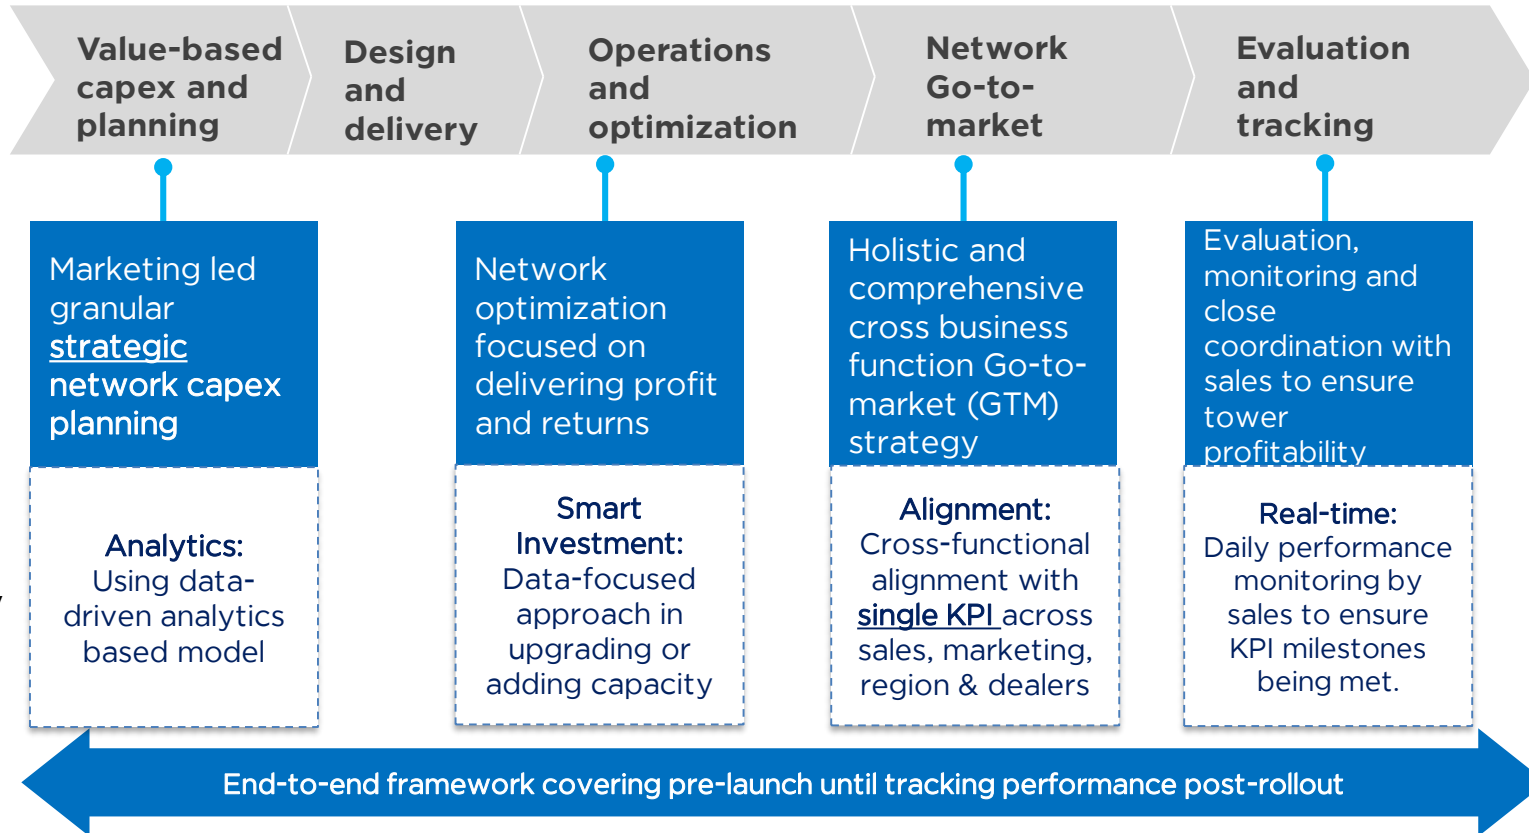 Value-based
capex and
planning
Design
and
delivery
Operations
and
optimization
Network
Go-to-
market
Evaluation
and
tracking
Marketing led
granular
strategic
network capex
planning
Network
optimization
focused on
delivering profit
and returns
Holistic and
comprehensive
cross business
function Go-to-
market (GTM)
strategy
Evaluation,
monitoring and
close
coordination with
sales to ensure
tower
profitability
Analytics:
Using data-
driven analytics
based model
Smart
Investment:
Data-focused
approach in
upgrading or
adding capacity
Alignment:
Cross-functional
alignment with
single KPI across
sales, marketing,
region & dealers
Real-time:
Daily performance
monitoring by
sales to ensure
KPI milestones
being met.
End-to-end framework covering pre-launch until tracking performance post-rollout